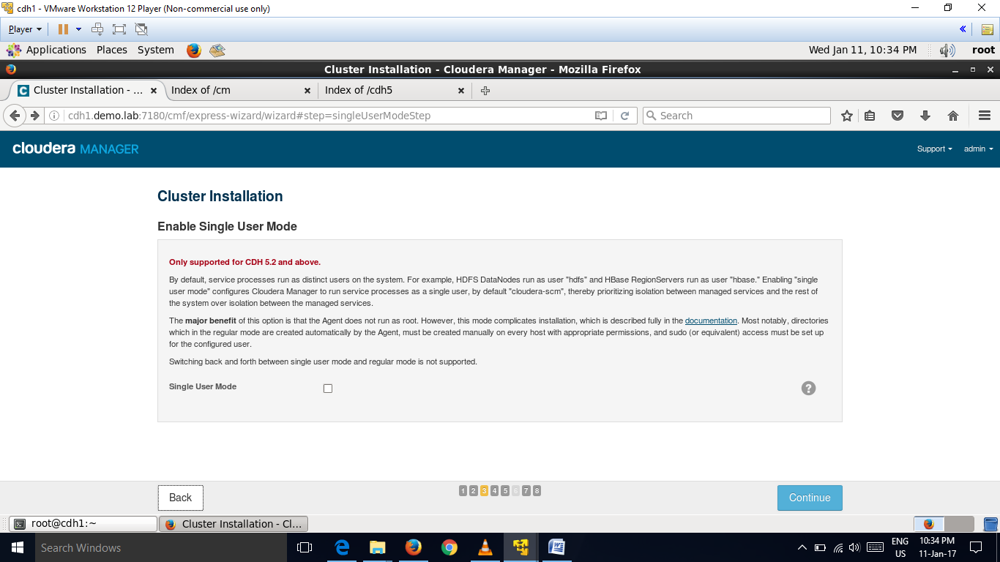 cdh1 - VMware Workstation 12 Player (Non-commercial use only)
Player
Applications Places System Wed Jan 11, 10:34 PM root
Cluster Installation - Cloudera Manager - Mozilla Firefox
Cluster Installation - ... Index of /cm Index of /cdh5
cdh1.demo.lab:7180/cmf/express-wizard/wizard#step=singleUserModeStep Search
cloudera MANAGER Support admin
Cluster Installation
Enable Single User Mode
Only supported for CDH 5.2 and above.
By default, service processes run as distinct users on the system. For example, HDFS DataNodes run as user "hdfs" and HBase RegionServers run as user "hbase." Enabling "single
user mode" configures Cloudera Manager to run service processes as a single user, by default "cloudera-scm", thereby prioritizing isolation between managed services and the rest of
the system over isolation between the managed services.
The major benefit of this option is that the Agent does not run as root. However, this mode complicates installation, which is described fully in the documentation. Most notably, directories
which in the regular mode are created automatically by the Agent, must be created manually on every host with appropriate permissions, and sudo (or equivalent) access must be set up
for the configured user.
Switching back and forth between single user mode and regular mode is not supported.
Single User Mode ?
Back 1 2 3 4 5 6 7 8 Continue
root@cdh1:~ Cluster Installation - Cl...
Search Windows ENG 10:34 PM
US 11-Jan-17